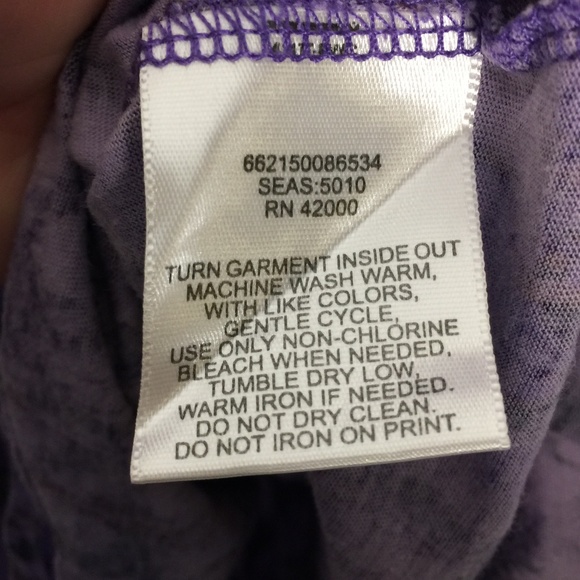 662150086534
SEAS:5010
RN 42000
TURN GARMENT INSIDE OUT
MACHINE WASH WARM,
WITH LIKE COLORS,
GENTLE CYCLE,
USE ONLY NON-CHLORINE
BLEACH WHEN NEEDED,
TUMBLE DRY LOW,
WARM IRON IF NEEDED.
DO NOT DRY CLEAN.
DO NOT IRON ON PRINT.